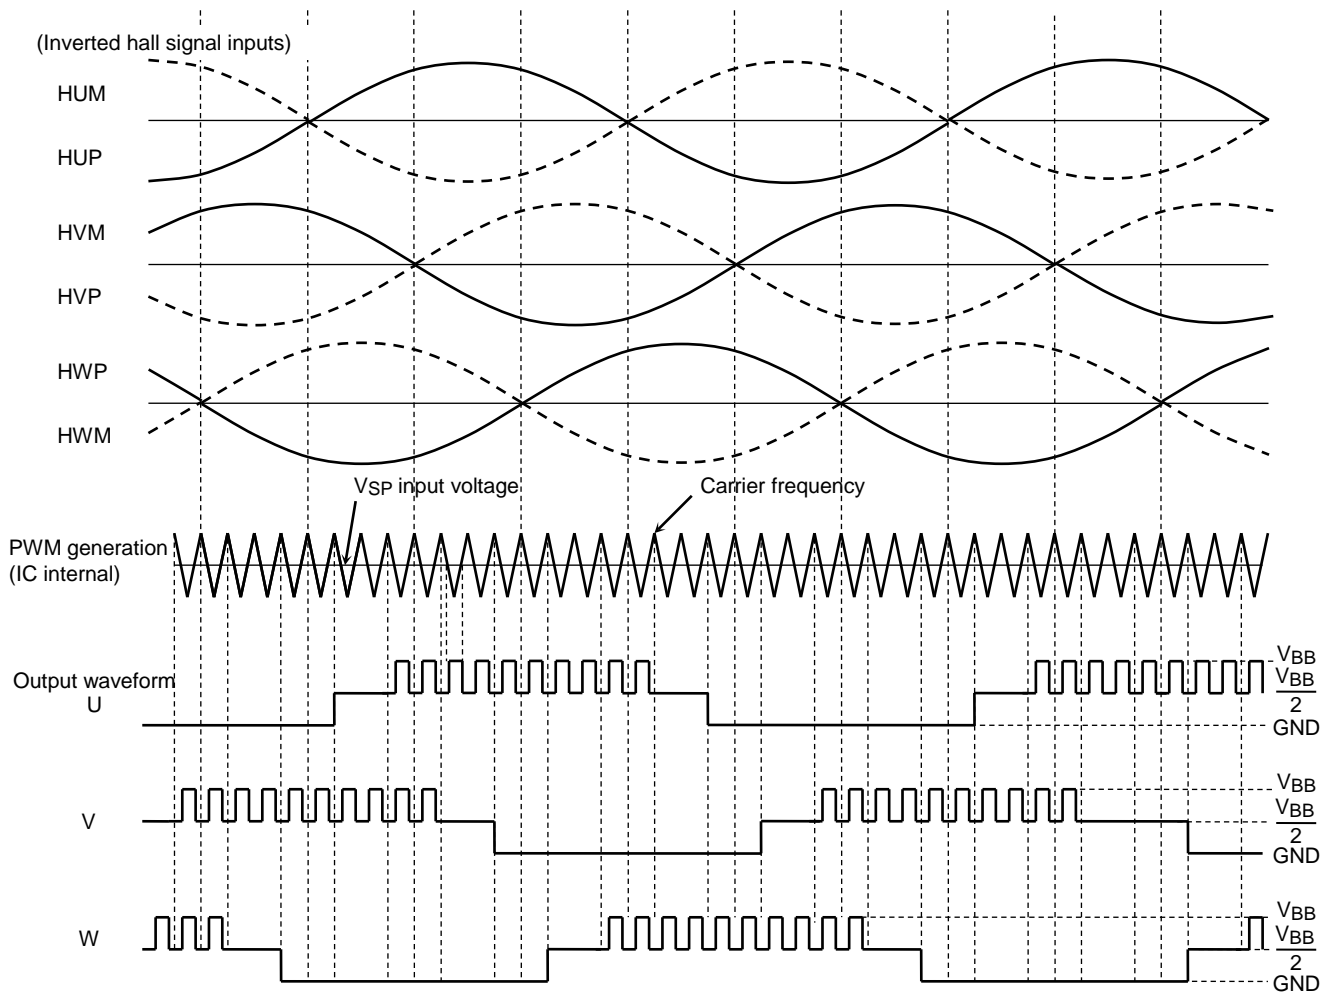 (Inverted hall signal inputs)
HUM
HUP
HVM
HVP
HWP
HWM
VSP input voltage
Carrier frequency
PWM generation
(IC internal)
Output waveform
U
VBB
VBB
2
GND
V
VBB
VBB
2
GND
W
VBB
VBB
2
GND